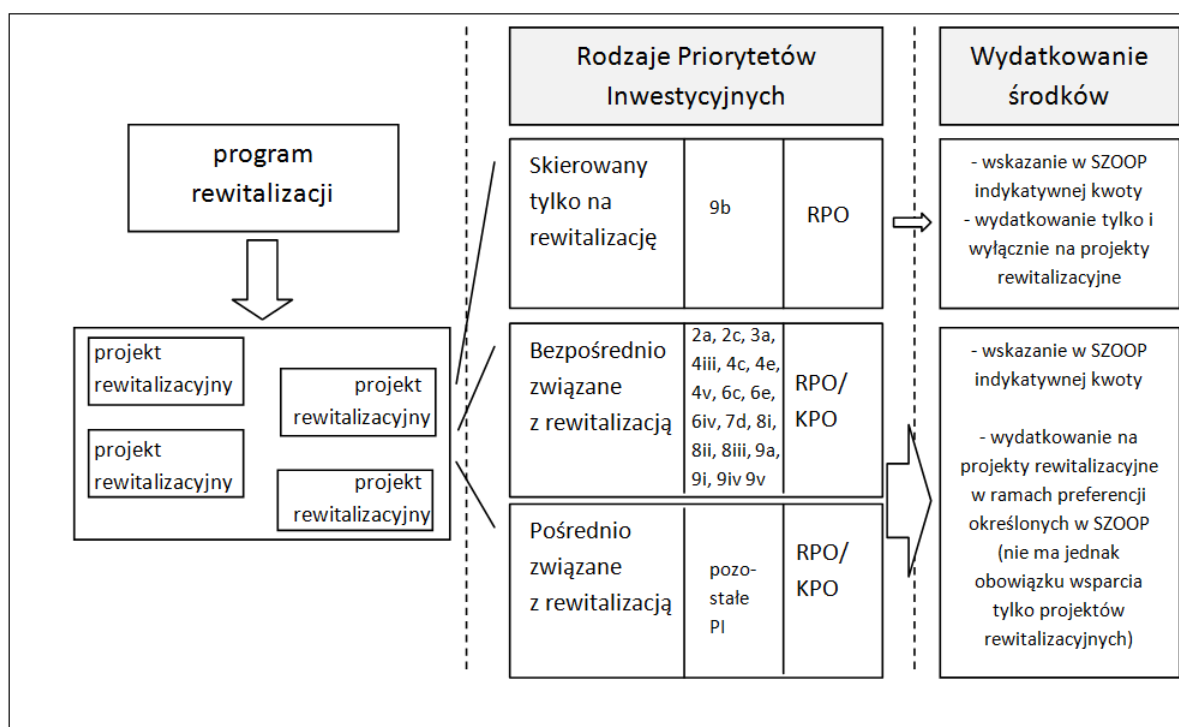 program
rewitalizacji
projekt
rewitalizacyjny
projekt
rewitalizacyjny
projekt
rewitalizacyjny
projekt
rewitalizacyjny
Rodzaje Priorytetów
Inwestycyjnych
Skierowany
tylko na
rewitalizację
9b
RPO
Bezpośrednio
związane
z rewitalizacją
2a, 2c, 3a,
4iii, 4c, 4e,
4v, 6c, 6e,
6iv, 7d, 8i,
8ii, 8iii, 9a,
9i, 9iv 9v
RPO/
KPO
Pośrednio
związane
z rewitalizacją
pozo-
stałe
PI
RPO/
KPO
Wydatkowanie
środków
- wskazanie w SZOOP
indykatywnej kwoty
- wydatkowanie tylko i
wyłącznie na projekty
rewitalizacyjne
- wskazanie w SZOOP
indykatywnej kwoty
- wydatkowanie na
projekty rewitalizacyjne
w ramach preferencji
określonych w SZOOP
(nie ma jednak
obowiązku wsparcia
tylko projektów
rewitalizacyjnych)